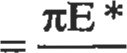 = πE *